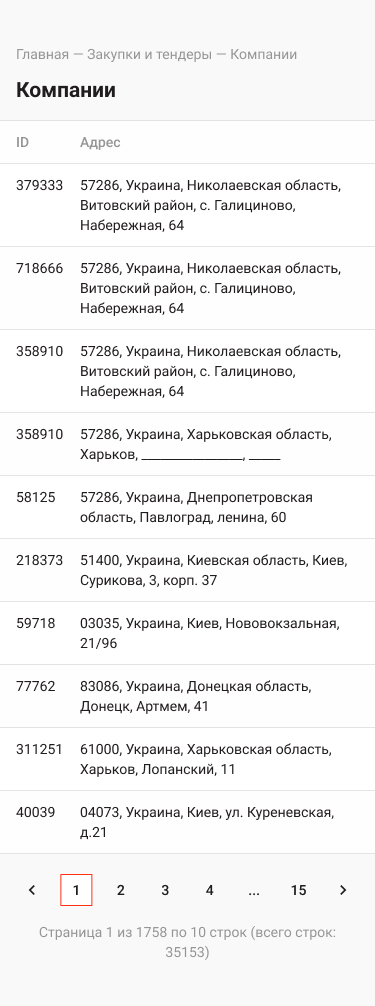 Главная — Закупки и тендеры — Компании
Компании
ID Адрес
379333 57286, Украина, Николаевская область,
Витовский район, с. Галициново,
Набережная, 64
718666 57286, Украина, Николаевская область,
Витовский район, с. Галициново,
Набережная, 64
358910 57286, Украина, Николаевская область,
Витовский район, с. Галициново,
Набережная, 64
358910 57286, Украина, Харьковская область,
Харьков, ________________, _____
58125 57286, Украина, Днепропетровская
область, Павлоград, ленина, 60
218373 51400, Украина, Киевская область, Киев,
Сурикова, 3, корп. 37
59718 03035, Украина, Киев, Нововокзальная,
21/96
77762 83086, Украина, Донецкая область,
Донецк, Артмем, 41
311251 61000, Украина, Харьковская область,
Харьков, Лопанский, 11
40039 04073, Украина, Киев, ул. Куреневская,
д.21
1 2 3 4 ... 15
Страница 1 из 1758 по 10 строк (всего строк:
35153)